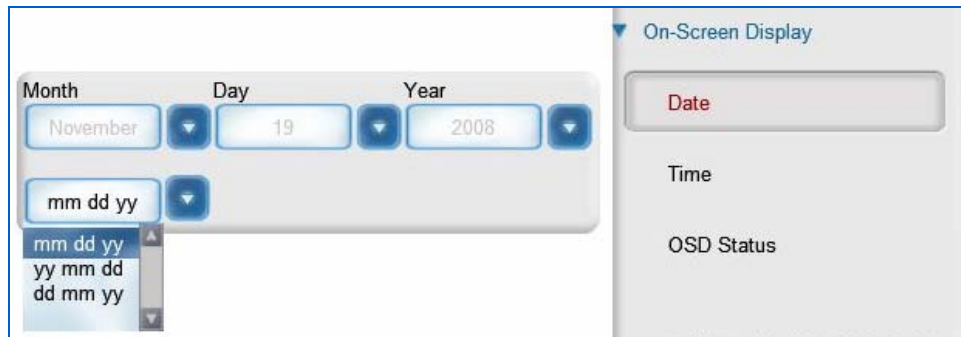 Month Day Year
November 19 2008
mm dd yy
mm dd yy
yy mm dd
dd mm yy
On-Screen Display
Date
Time
OSD Status